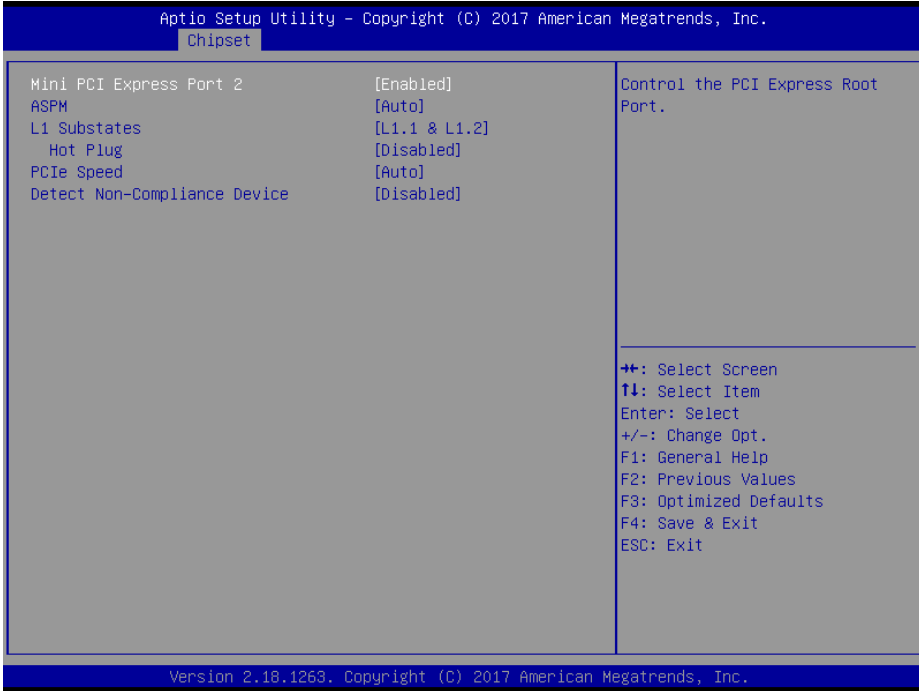 Aptio Setup Utility – Copyright (C) 2017 American Megatrends, Inc.
Chipset
Mini PCI Express Port 2 [Enabled]
ASPM [Auto]
L1 Substates [L1.1 & L1.2]
Hot Plug [Disabled]
PCIe Speed [Auto]
Detect Non-Compliance Device [Disabled]
Control the PCI Express Root
Port.
→←: Select Screen
↑↓: Select Item
Enter: Select
+/-: Change Opt.
F1: General Help
F2: Previous Values
F3: Optimized Defaults
F4: Save & Exit
ESC: Exit
Version 2.18.1263. Copyright (C) 2017 American Megatrends, Inc.